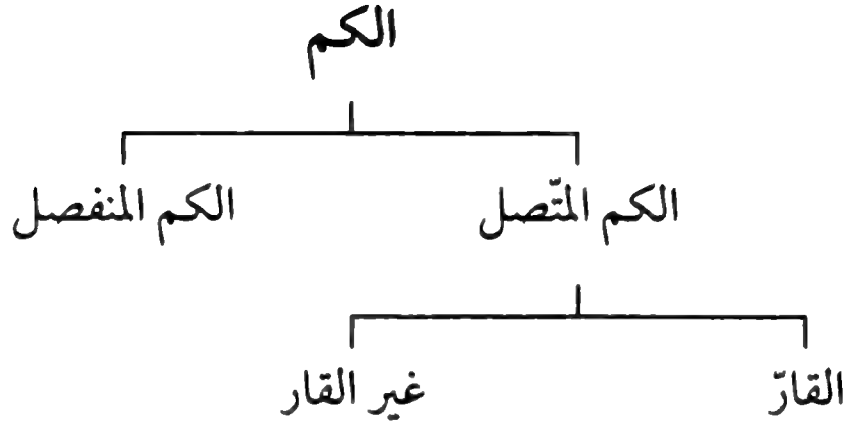 الكم
الكم المتّصل الكم المنفصل
القارّ غير القار